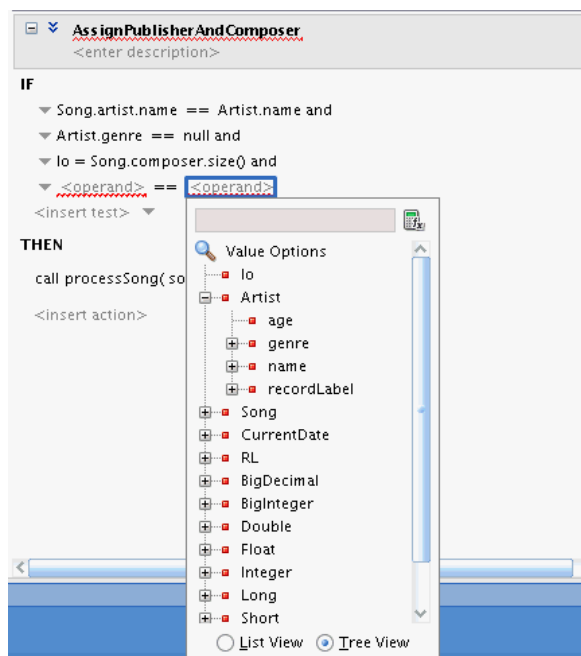 AssignPublisherAndComposer
<enter description>
IF
Song.artist.name == Artist.name and
Artist.genre == null and
lo = Song.composer.size() and
<operand> == <operand>
<insert test>
THEN
call processSong( so
<insert action>
Value Options
lo
Artist
age
genre
name
recordLabel
Song
CurrentDate
RL
BigDecimal
BigInteger
Double
Float
Integer
Long
Short
List View Tree View